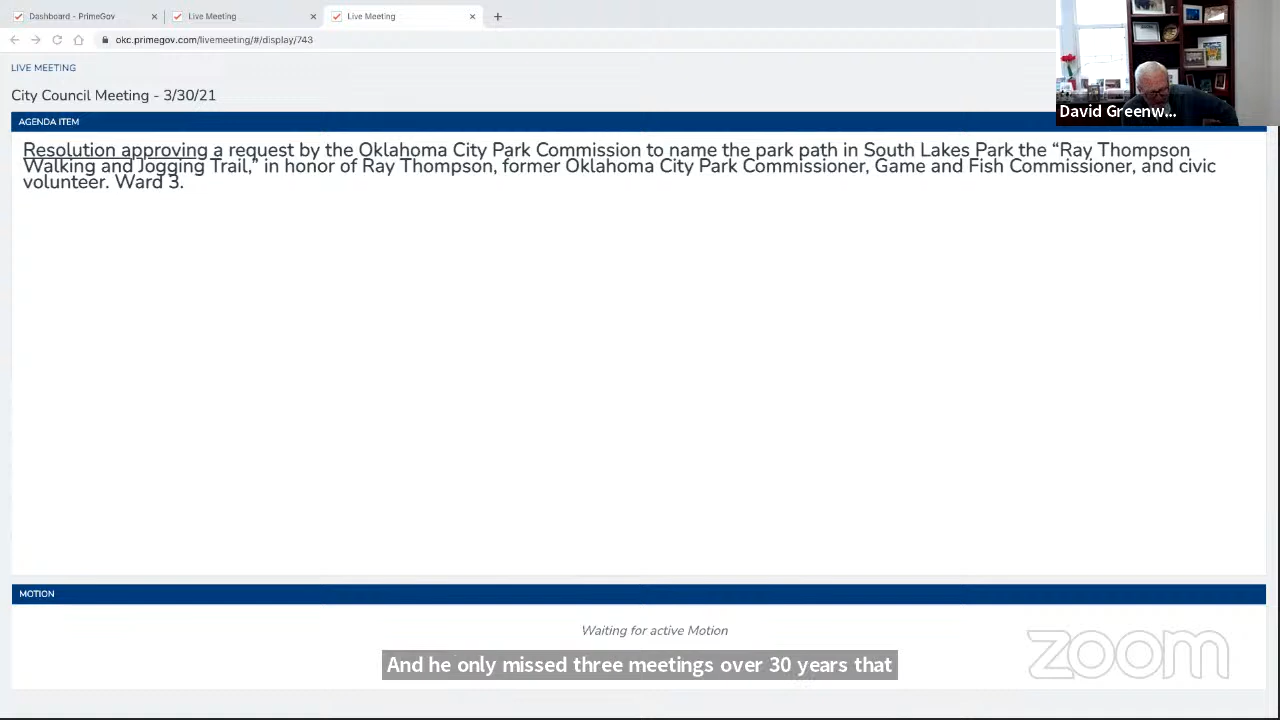 Dashboard - PrimeGov
Live Meeting
Live Meeting
okc.primegov.com/livemeeting/#/display/743
LIVE MEETING
City Council Meeting - 3/30/21
AGENDA ITEM
David Greenw...
Resolution approving a request by the Oklahoma City Park Commission to name the park path in South Lakes Park the “Ray Thompson
Walking and Jogging Trail,” in honor of Ray Thompson, former Oklahoma City Park Commissioner, Game and Fish Commissioner, and civic
volunteer. Ward 3.
MOTION
Waiting for active Motion
And he only missed three meetings over 30 years that
zoom